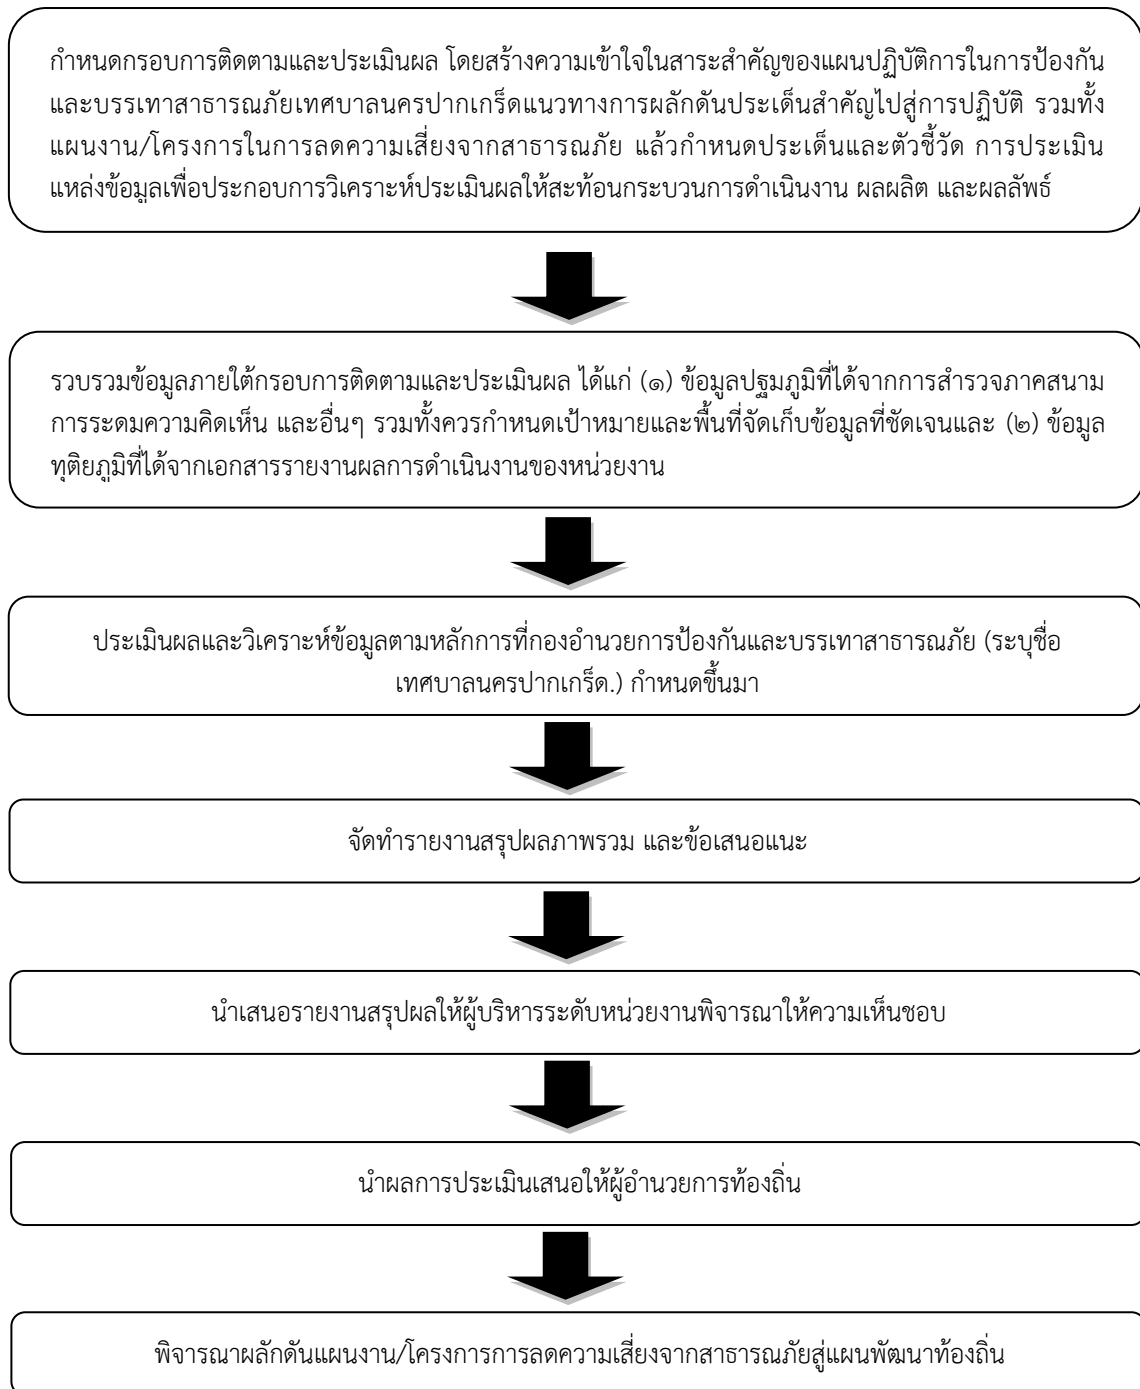 กำหนดกรอบการติดตามและประเมินผล โดยสร้างความเข้าใจในสาระสำคัญของแผนปฏิบัติการในการป้องกัน
และบรรเทาสาธารณภัยเทศบาลนครปากเกร็ดแนวทางการผลักดันประเด็นสำคัญไปสู่การปฏิบัติ รวมทั้ง
แผนงาน/โครงการในการลดความเสี่ยงจากสาธารณภัย แล้วกำหนดประเด็นและตัวชี้วัด การประเมิน
แหล่งข้อมูลเพื่อประกอบการวิเคราะห์ประเมินผลให้สะท้อนกระบวนการดำเนินงาน ผลผลิต และผลลัพธ์
รวบรวมข้อมูลภายใต้กรอบการติดตามและประเมินผล ได้แก่ (๑) ข้อมูลปฐมภูมิที่ได้จากการสำรวจภาคสนาม
การระดมความคิดเห็น และอื่นๆ รวมทั้งควรกำหนดเป้าหมายและพื้นที่จัดเก็บข้อมูลที่ชัดเจนและ (๒) ข้อมูล
ทุติยภูมิที่ได้จากเอกสารรายงานผลการดำเนินงานของหน่วยงาน
ประเมินผลและวิเคราะห์ข้อมูลตามหลักการที่กองอำนวยการป้องกันและบรรเทาสาธารณภัย (ระบุชื่อ
เทศบาลนครปากเกร็ด.) กำหนดขึ้นมา
จัดทำรายงานสรุปผลภาพรวม และข้อเสนอแนะ
นำเสนอรายงานสรุปผลให้ผู้บริหารระดับหน่วยงานพิจารณาให้ความเห็นชอบ
นำผลการประเมินเสนอให้ผู้อำนวยการท้องถิ่น
พิจารณาผลักดันแผนงาน/โครงการการลดความเสี่ยงจากสาธารณภัยสู่แผนพัฒนาท้องถิ่น